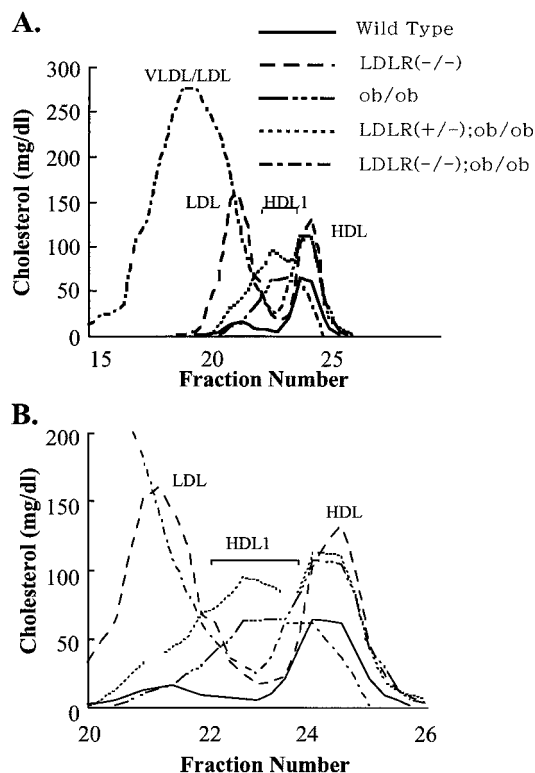 A.
Wild Type
LDLR(-/-)
ob/ob
LDLR(+/-);ob/ob
LDLR(-/-);ob/ob
Cholesterol (mg/dl)
300
250
200
150
100
50
0
VLDL/LDL
LDL
HDL1
HDL
15
20
25
Fraction Number
B.
Cholesterol (mg/dl)
200
150
100
50
0
LDL
HDL1
HDL
20
22
24
26
Fraction Number